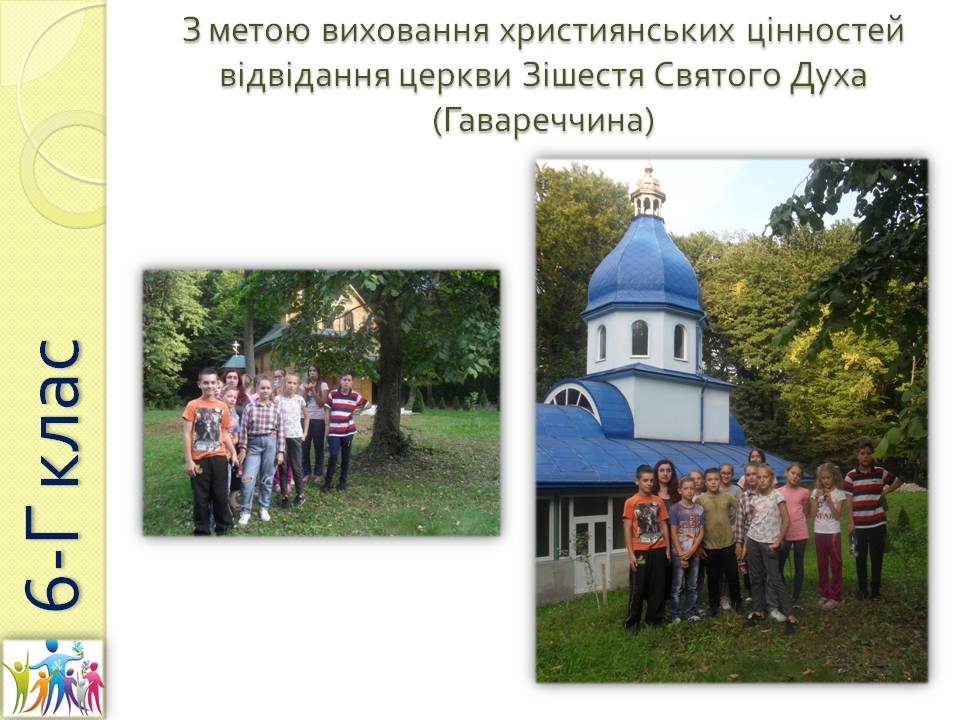 З метою виховання християнських цінностей
відвідання церкви Зішестя Святого Духа
(Гавареччина)
6-Г клас